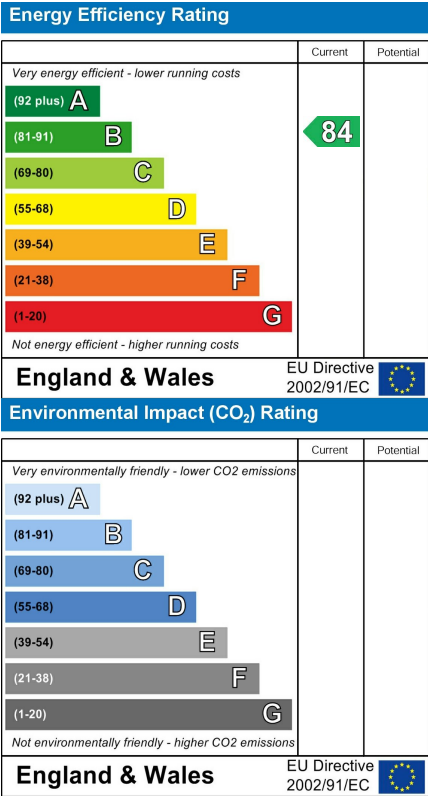 Energy Efficiency Rating
Current Potential
Very energy efficient - lower running costs
(92 plus) A
(81-91) B 84
(69-80) C
(55-68) D
(39-54) E
(21-38) F
(1-20) G
Not energy efficient - higher running costs
England & Wales
EU Directive
2002/91/EC
Environmental Impact (CO₂) Rating
Current Potential
Very environmentally friendly - lower CO2 emissions
(92 plus) A
(81-91) B
(69-80) C
(55-68) D
(39-54) E
(21-38) F
(1-20) G
Not environmentally friendly - higher CO2 emissions
England & Wales
EU Directive
2002/91/EC